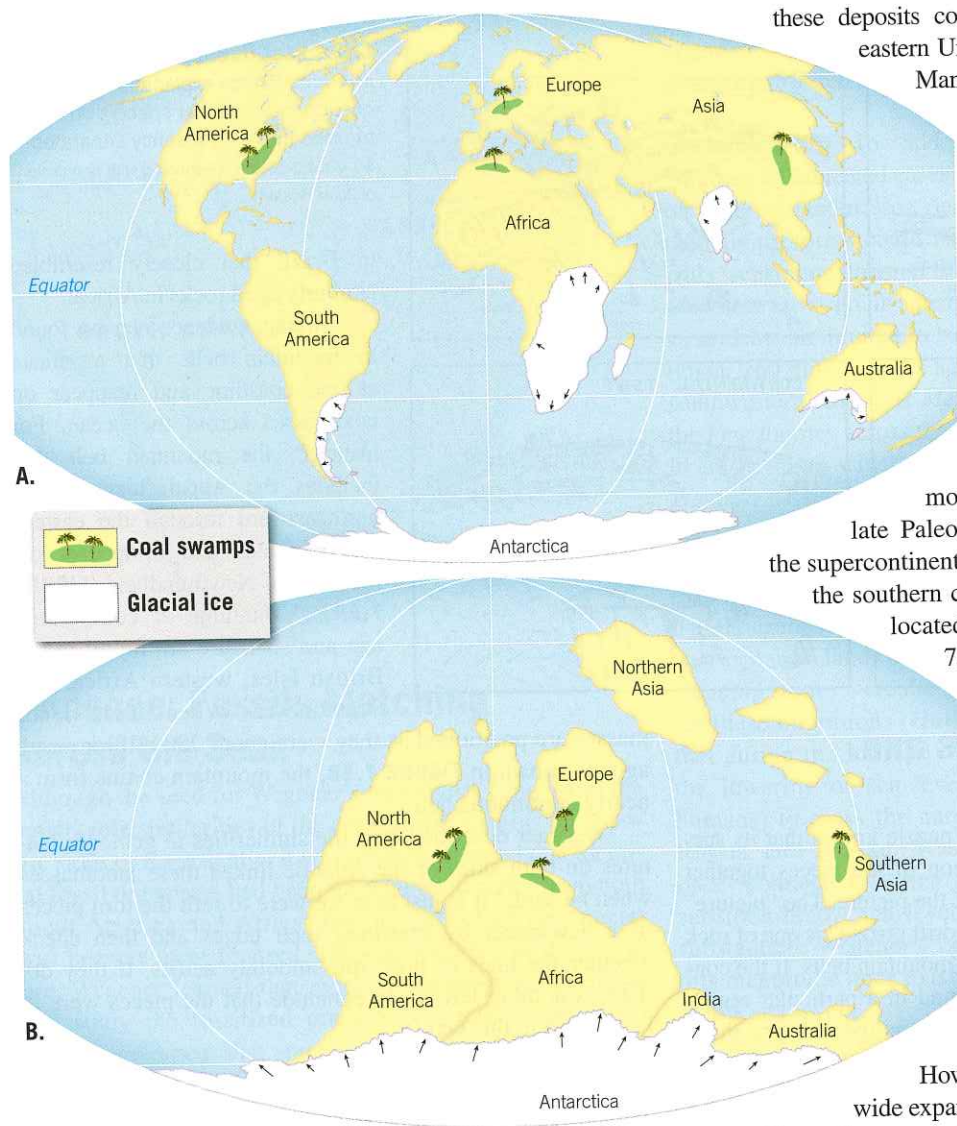 these deposits co
eastern U
Man
North
America
Europe
Asia
Africa
Equator
South
America
Australia
A.
Antarctica
Coal swamps
Glacial ice
mo
late Paleo
the supercontinent
the southern c
located
7
Northern
Asia
Europe
North
America
Equator
Southern
Asia
South
America
Africa
India
Australia
B.
Antarctica
How
wide expa